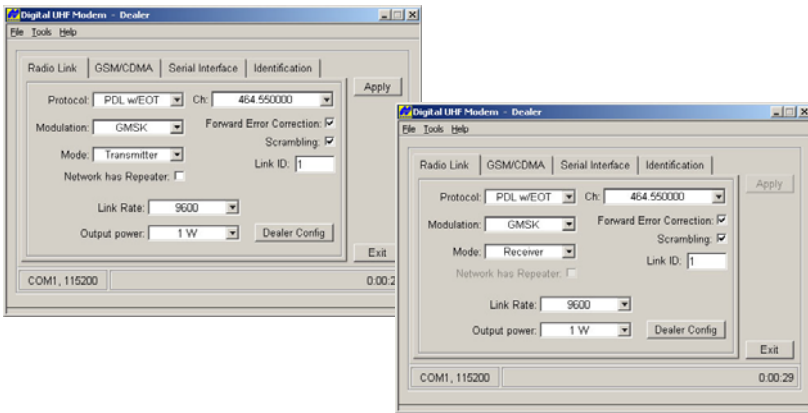 Digital UHF Modem - Dealer
File Tools Help
Radio Link GSM/CDMA Serial Interface Identification
Apply
Protocol: PDL w/EOT Ch: 464.550000
Modulation: GMSK Forward Error Correction:
Scrambling:
Mode: Transmitter
Link ID: 1
Network has Repeater:
Link Rate: 9600
Output power: 1 W Dealer Config
Exit
COM1, 115200
Digital UHF Modem - Dealer
File Tools Help
Radio Link GSM/CDMA Serial Interface Identification
Apply
Protocol: PDL w/EOT Ch: 464.550000
Modulation: GMSK Forward Error Correction:
Scrambling:
Mode: Receiver
Link ID: 1
Network has Repeater:
Link Rate: 9600
Output power: 1 W Dealer Config
Exit
COM1, 115200 0:00:29